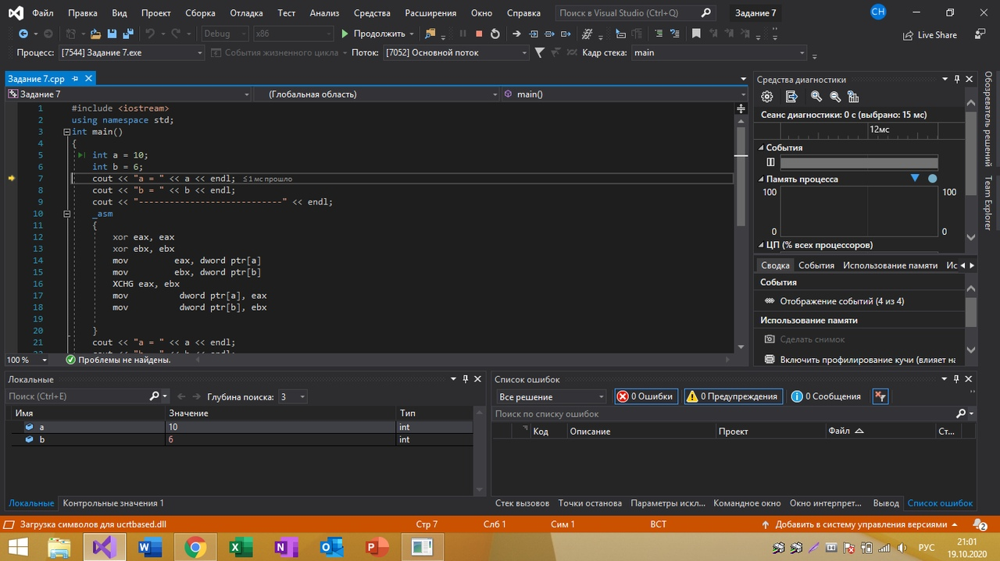 Файл Правка Вид Проект Сборка Отладка Тест Анализ Средства Расширения Окно Справка Поиск в Visual Studio (Ctrl+Q) Задание 7 CH
Debug x86 Продолжить Live Share
Процесс: [7544] Задание 7.exe События жизненного цикла Поток: [7052] Основной поток Кадр стека: main
Задание 7.cpp
Задание 7 (Глобальная область) main()
1 #include <iostream>
2 using namespace std;
3 int main()
4 {
5 int a = 10;
6 int b = 6;
7 cout << "a = " << a << endl; ≤1 мс прошло
8 cout << "b = " << b << endl;
9 cout << "----------------------------" << endl;
10 _asm
11 {
12 xor eax, eax
13 xor ebx, ebx
14 mov eax, dword ptr[a]
15 mov ebx, dword ptr[b]
16 XCHG eax, ebx
17 mov dword ptr[a], eax
18 mov dword ptr[b], ebx
19
20 }
21 cout << "a = " << a << endl;
100 % Проблемы не найдены.
Средства диагностики
Сеанс диагностики: 0 с (выбрано: 15 мс)
12мс
События
Память процесса
100 100
0 0
ЦП (% всех процессоров)
Сводка События Использование памяти Ис
События
Отображение событий (4 из 4)
Использование памяти
Сделать снимок
Включить профилирование кучи (влияет на
Обозреватель решений
Team Explorer
Локальные
Поиск (Ctrl+E) Глубина поиска: 3
Имя Значение Тип
a 10 int
b 6 int
Локальные Контрольные значения 1
Список ошибок
Все решение 0 Ошибки 0 Предупреждения 0 Сообщения
Поиск по списку ошибок
Код Описание Проект Файл Ст...
Стек вызовов Точки останова Параметры искл... Командное окно Окно интерпрет... Вывод Список ошибок
Загрузка символов для ucrtbased.dll Стр 7 Слб 1 Сим 1 ВСТ Добавить в систему управления версиями 2
РУС 21:01
19.10.2020